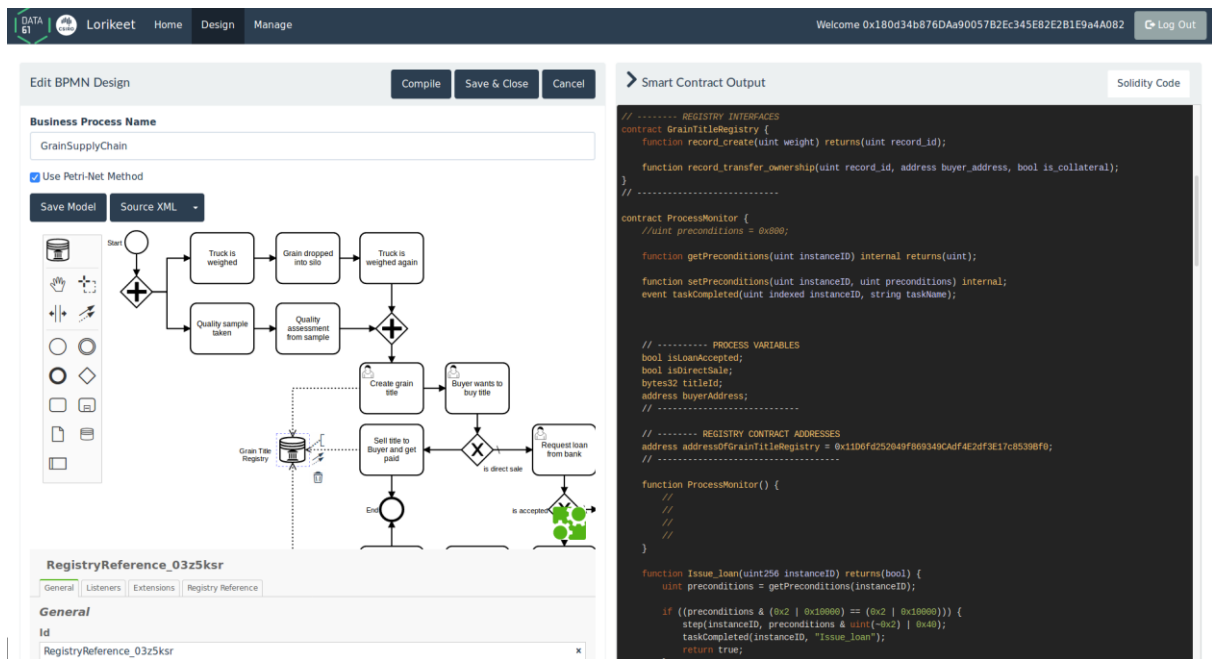 DATA
61
CSIRO
Lorikeet
Home
Design
Manage
Welcome 0x180d34b876DAa90057B2Ec345E82E2B1E9a4A082
Log Out
Edit BPMN Design
Compile
Save & Close
Cancel
Business Process Name
GrainSupplyChain
Use Petri-Net Method
Save Model
Source XML
Start
Truck is
weighed
Grain dropped
into silo
Truck is
weighed again
Quality sample
taken
Quality
assessment
from sample
Create grain
title
Buyer wants to
buy title
Grain Title
Registry
Sell title to
Buyer and get
paid
is direct sale
Request loan
from bank
End
is accepted
RegistryReference_03z5ksr
General
Listeners
Extensions
Registry Reference
General
Id
RegistryReference_03z5ksr
x
Smart Contract Output
Solidity Code
// -------- REGISTRY INTERFACES
contract GrainTitleRegistry {
function record_create(uint weight) returns(uint record_id);
function record_transfer_ownership(uint record_id, address buyer_address, bool is_collateral);
}
// ----------------------------
contract ProcessMonitor {
//uint preconditions = 0x800;
function getPreconditions(uint instanceID) internal returns(uint);
function setPreconditions(uint instanceID, uint preconditions) internal;
event taskCompleted(uint indexed instanceID, string taskName);
// ---------- PROCESS VARIABLES
bool isLoanAccepted;
bool isDirectSale;
bytes32 titleId;
address buyerAddress;
// ----------------------------
// -------- REGISTRY CONTRACT ADDRESSES
address addressOfGrainTitleRegistry = 0x11D6fd252049f869349CAdf4E2df3E17c8539Bf0;
// ------------------------------------
function ProcessMonitor() {
//
//
//
//
}
function Issue_loan(uint256 instanceID) returns(bool) {
uint preconditions = getPreconditions(instanceID);
if ((preconditions & (0x2 | 0x10000) == (0x2 | 0x10000))) {
step(instanceID, preconditions & uint(~0x2) | 0x40);
taskCompleted(instanceID, "Issue_loan");
return true;